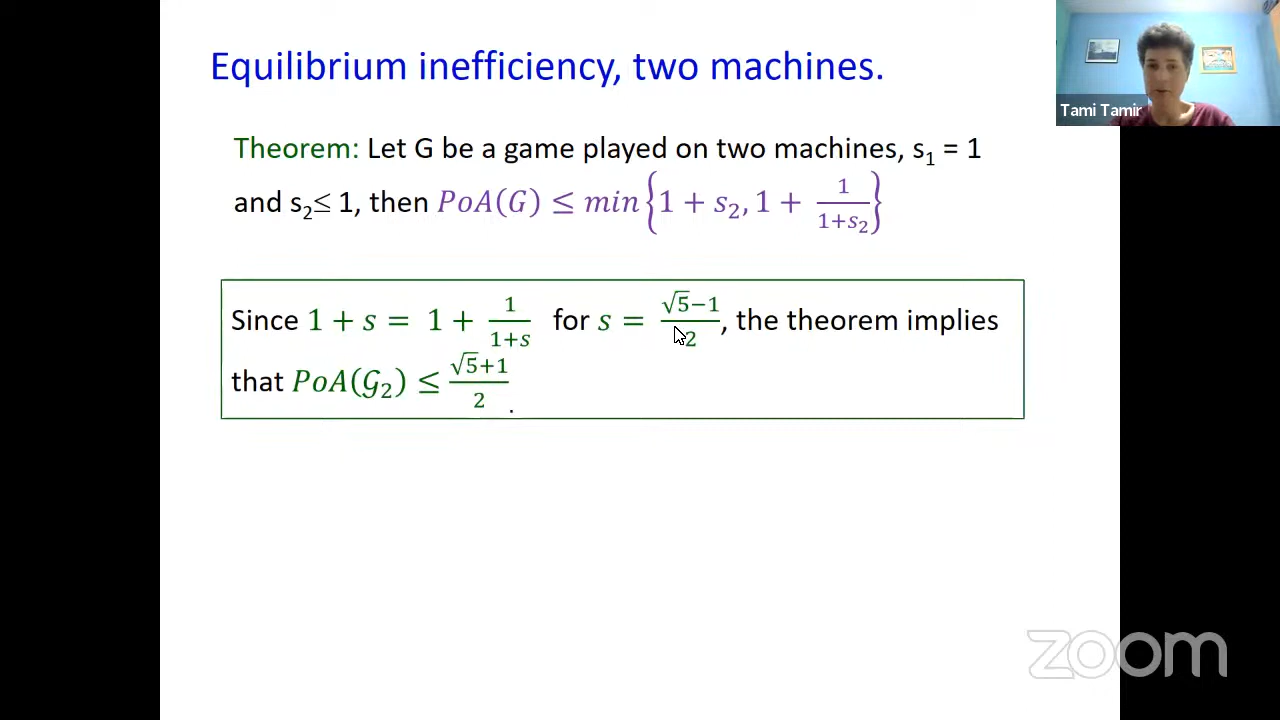 Equilibrium inefficiency, two machines.
Tami Tamir
Theorem: Let G be a game played on two machines, s₁ = 1
and s₂≤ 1, then PoA(G) ≤ min{1 + s₂, 1 + 1/(1+s₂)}
Since 1 + s = 1 + 1/(1+s) for s = (√5−1)/2, the theorem implies
that PoA(𝒢₂) ≤ (√5+1)/2 .
zoom